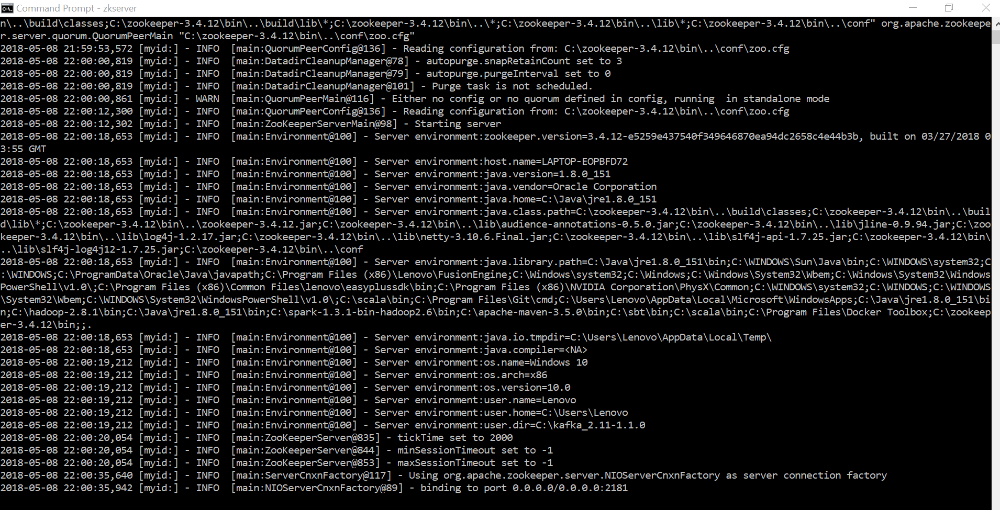 Command Prompt - zkserver
n\..\build\classes;C:\zookeeper-3.4.12\bin\..\build\lib\*;C:\zookeeper-3.4.12\bin\..\*;C:\zookeeper-3.4.12\bin\..\lib\*;C:\zookeeper-3.4.12\bin\..\conf" org.apache.zookeepe
r.server.quorum.QuorumPeerMain "C:\zookeeper-3.4.12\bin\..\conf\zoo.cfg"
2018-05-08 21:59:53,572 [myid:] - INFO  [main:QuorumPeerConfig@136] - Reading configuration from: C:\zookeeper-3.4.12\bin\..\conf\zoo.cfg
2018-05-08 22:00:00,819 [myid:] - INFO  [main:DatadirCleanupManager@78] - autopurge.snapRetainCount set to 3
2018-05-08 22:00:00,819 [myid:] - INFO  [main:DatadirCleanupManager@79] - autopurge.purgeInterval set to 0
2018-05-08 22:00:00,819 [myid:] - INFO  [main:DatadirCleanupManager@101] - Purge task is not scheduled.
2018-05-08 22:00:00,861 [myid:] - WARN  [main:QuorumPeerMain@116] - Either no config or no quorum defined in config, running  in standalone mode
2018-05-08 22:00:12,300 [myid:] - INFO  [main:QuorumPeerConfig@136] - Reading configuration from: C:\zookeeper-3.4.12\bin\..\conf\zoo.cfg
2018-05-08 22:00:12,302 [myid:] - INFO  [main:ZooKeeperServerMain@98] - Starting server
2018-05-08 22:00:18,653 [myid:] - INFO  [main:Environment@100] - Server environment:zookeeper.version=3.4.12-e5259e437540f349646870ea94dc2658c4e44b3b, built on 03/27/2018 0
3:55 GMT
2018-05-08 22:00:18,653 [myid:] - INFO  [main:Environment@100] - Server environment:host.name=LAPTOP-EOPBFD72
2018-05-08 22:00:18,653 [myid:] - INFO  [main:Environment@100] - Server environment:java.version=1.8.0_151
2018-05-08 22:00:18,653 [myid:] - INFO  [main:Environment@100] - Server environment:java.vendor=Oracle Corporation
2018-05-08 22:00:18,653 [myid:] - INFO  [main:Environment@100] - Server environment:java.home=C:\Java\jre1.8.0_151
2018-05-08 22:00:18,653 [myid:] - INFO  [main:Environment@100] - Server environment:java.class.path=C:\zookeeper-3.4.12\bin\..\build\classes;C:\zookeeper-3.4.12\bin\..\buil
d\lib\*;C:\zookeeper-3.4.12\bin\..\zookeeper-3.4.12.jar;C:\zookeeper-3.4.12\bin\..\lib\audience-annotations-0.5.0.jar;C:\zookeeper-3.4.12\bin\..\lib\jline-0.9.94.jar;C:\zoo
keeper-3.4.12\bin\..\lib\log4j-1.2.17.jar;C:\zookeeper-3.4.12\bin\..\lib\netty-3.10.6.Final.jar;C:\zookeeper-3.4.12\bin\..\lib\slf4j-api-1.7.25.jar;C:\zookeeper-3.4.12\bin\
..\lib\slf4j-log4j12-1.7.25.jar;C:\zookeeper-3.4.12\bin\..\conf
2018-05-08 22:00:18,653 [myid:] - INFO  [main:Environment@100] - Server environment:java.library.path=C:\Java\jre1.8.0_151\bin;C:\WINDOWS\Sun\Java\bin;C:\WINDOWS\system32;C
:\WINDOWS;C:\ProgramData\Oracle\Java\javapath;C:\Program Files (x86)\Lenovo\FusionEngine;C:\Windows\system32;C:\Windows;C:\Windows\System32\Wbem;C:\Windows\System32\Windows
PowerShell\v1.0\;C:\Program Files (x86)\Common Files\lenovo\easyplussdk\bin;C:\Program Files (x86)\NVIDIA Corporation\PhysX\Common;C:\WINDOWS\system32;C:\WINDOWS;C:\WINDOWS
\System32\Wbem;C:\WINDOWS\System32\WindowsPowerShell\v1.0\;C:\scala\bin;C:\Program Files\Git\cmd;C:\Users\Lenovo\AppData\Local\Microsoft\WindowsApps;C:\Java\jre1.8.0_151\bi
n;C:\hadoop-2.8.1\bin;C:\Java\jre1.8.0_151\bin;C:\spark-1.3.1-bin-hadoop2.6\bin;C:\apache-maven-3.5.0\bin;C:\sbt\bin;C:\scala\bin;C:\Program Files\Docker Toolbox;C:\zookeep
er-3.4.12\bin;;.
2018-05-08 22:00:18,653 [myid:] - INFO  [main:Environment@100] - Server environment:java.io.tmpdir=C:\Users\Lenovo\AppData\Local\Temp\
2018-05-08 22:00:18,653 [myid:] - INFO  [main:Environment@100] - Server environment:java.compiler=<NA>
2018-05-08 22:00:19,212 [myid:] - INFO  [main:Environment@100] - Server environment:os.name=Windows 10
2018-05-08 22:00:19,212 [myid:] - INFO  [main:Environment@100] - Server environment:os.arch=x86
2018-05-08 22:00:19,212 [myid:] - INFO  [main:Environment@100] - Server environment:os.version=10.0
2018-05-08 22:00:19,212 [myid:] - INFO  [main:Environment@100] - Server environment:user.name=Lenovo
2018-05-08 22:00:19,212 [myid:] - INFO  [main:Environment@100] - Server environment:user.home=C:\Users\Lenovo
2018-05-08 22:00:19,212 [myid:] - INFO  [main:Environment@100] - Server environment:user.dir=C:\kafka_2.11-1.1.0
2018-05-08 22:00:20,054 [myid:] - INFO  [main:ZooKeeperServer@835] - tickTime set to 2000
2018-05-08 22:00:20,054 [myid:] - INFO  [main:ZooKeeperServer@844] - minSessionTimeout set to -1
2018-05-08 22:00:20,054 [myid:] - INFO  [main:ZooKeeperServer@853] - maxSessionTimeout set to -1
2018-05-08 22:00:35,640 [myid:] - INFO  [main:ServerCnxnFactory@117] - Using org.apache.zookeeper.server.NIOServerCnxnFactory as server connection factory
2018-05-08 22:00:35,942 [myid:] - INFO  [main:NIOServerCnxnFactory@89] - binding to port 0.0.0.0/0.0.0.0:2181